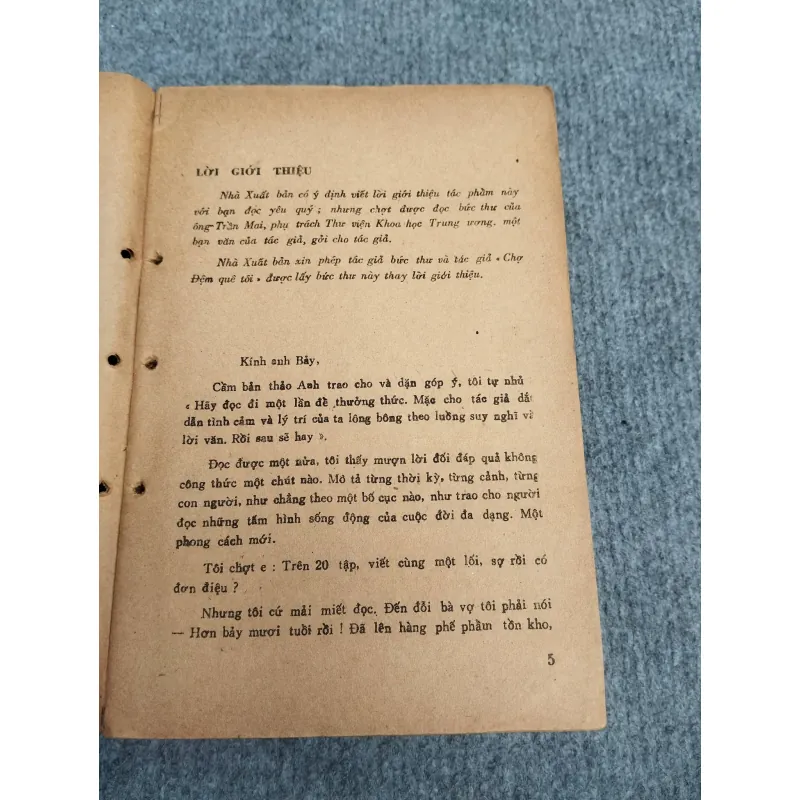 LỜI GIỚI THIỆU
Nhà Xuất bản có ý định viết lời giới thiệu tác phẩm này
với bạn đọc yêu quý ; nhưng chợt được đọc bức thư của
ông Trần Mai, phụ trách Thư viện Khoa học Trung ương. một
bạn văn của tác giả, gởi cho tác giả.
Nhà Xuất bản xin phép tác giả bức thư và tác giả « Chợ
Đệm quê tôi » được lấy bức thư này thay lời giới thiệu.
Kính anh Bảy,
Cầm bản thảo Anh trao cho và dặn góp ý, tôi tự nhủ
« Hãy đọc đi một lần để thưởng thức. Mặc cho tác giả dắt
dẫn tình cảm và lý trí của ta lông bông theo luồng suy nghĩ và
lời văn. Rồi sau sẽ hay ».
Đọc được một nửa, tôi thấy mượn lời đối đáp quả không
công thức một chút nào. Mô tả từng thời kỳ, từng cảnh, từng
con người, như chẳng theo một bố cục nào, như trao cho người
đọc những tấm hình sống động của cuộc đời đa dạng. Một
phong cách mới.
Tôi chợt e : Trên 20 tập, viết cùng một lối, sợ rồi có
đơn điệu ?
Nhưng tôi cứ mải miết đọc. Đến đỗi bà vợ tôi phải nói
— Hơn bảy mươi tuổi rồi ! Đã lên hàng phế phẩm tồn kho,
5